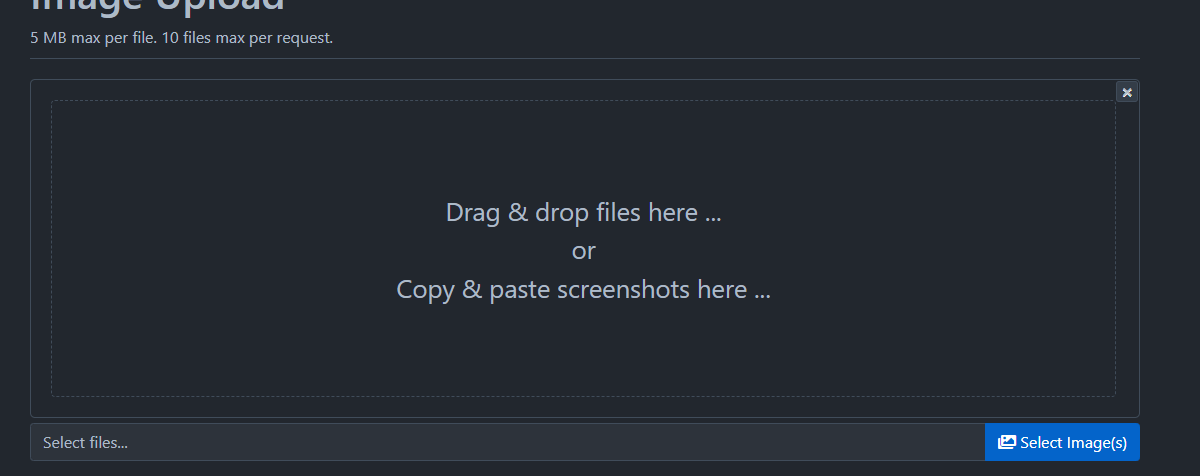 Image Upload
5 MB max per file. 10 files max per request.
Drag & drop files here ...
or
Copy & paste screenshots here ...
Select files...
Select Image(s)